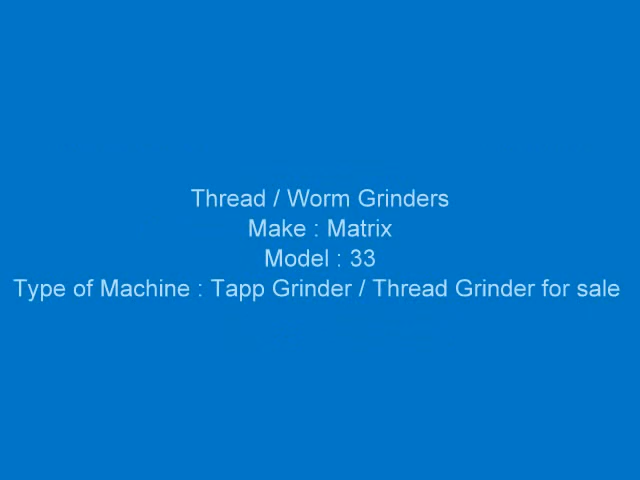 Thread / Worm Grinders
Make : Matrix
Model : 33
Type of Machine : Tapp Grinder / Thread Grinder for sale